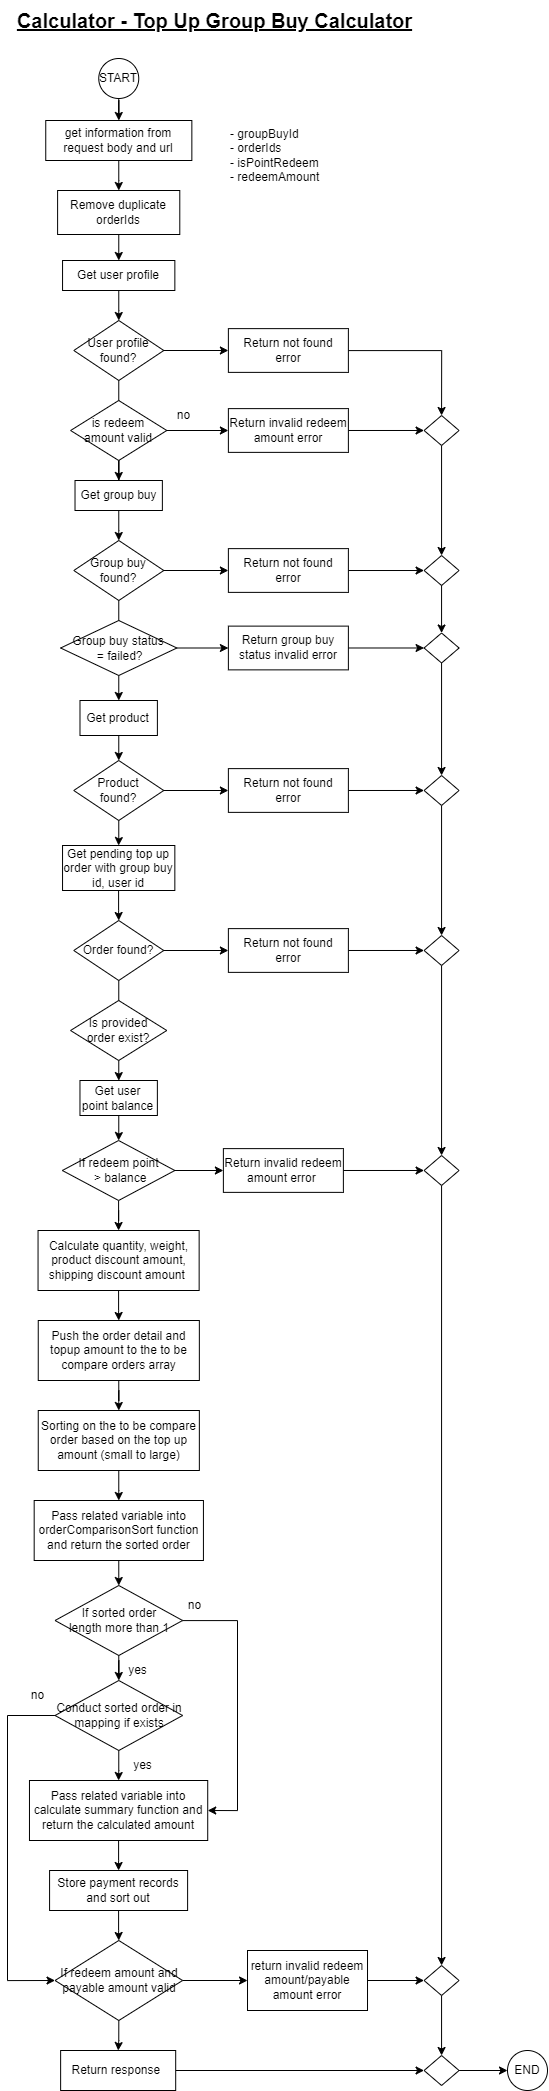 Calculator - Top Up Group Buy Calculator
START
get information from
request body and url
- groupBuyId
- orderIds
- isPointRedeem
- redeemAmount
Remove duplicate
orderIds
Get user profile
User profile
found?
Return not found
error
is redeem
amount valid
no
Return invalid redeem
amount error
Get group buy
Group buy
found?
Return not found
error
Group buy status
= failed?
Return group buy
status invalid error
Get product
Product
found?
Return not found
error
Get pending top up
order with group buy
id, user id
Order found?
Return not found
error
Is provided
order exist?
Get user
point balance
If redeem point
> balance
Return invalid redeem
amount error
Calculate quantity, weight,
product discount amount,
shipping discount amount
Push the order detail and
topup amount to the to be
compare orders array
Sorting on the to be compare
order based on the top up
amount (small to large)
Pass related variable into
orderComparisonSort function
and return the sorted order
If sorted order
length more than 1
no
yes
no
Conduct sorted order in
mapping if exists
yes
Pass related variable into
calculate summary function and
return the calculated amount
Store payment records
and sort out
If redeem amount and
payable amount valid
return invalid redeem
amount/payable
amount error
Return response
END